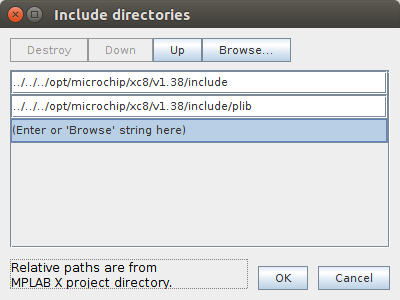 Include directories
Destroy Down Up Browse...
../../../opt/microchip/xc8/v1.38/include
../../../opt/microchip/xc8/v1.38/include/plib
(Enter or 'Browse' string here)
Relative paths are from
MPLAB X project directory.
OK Cancel